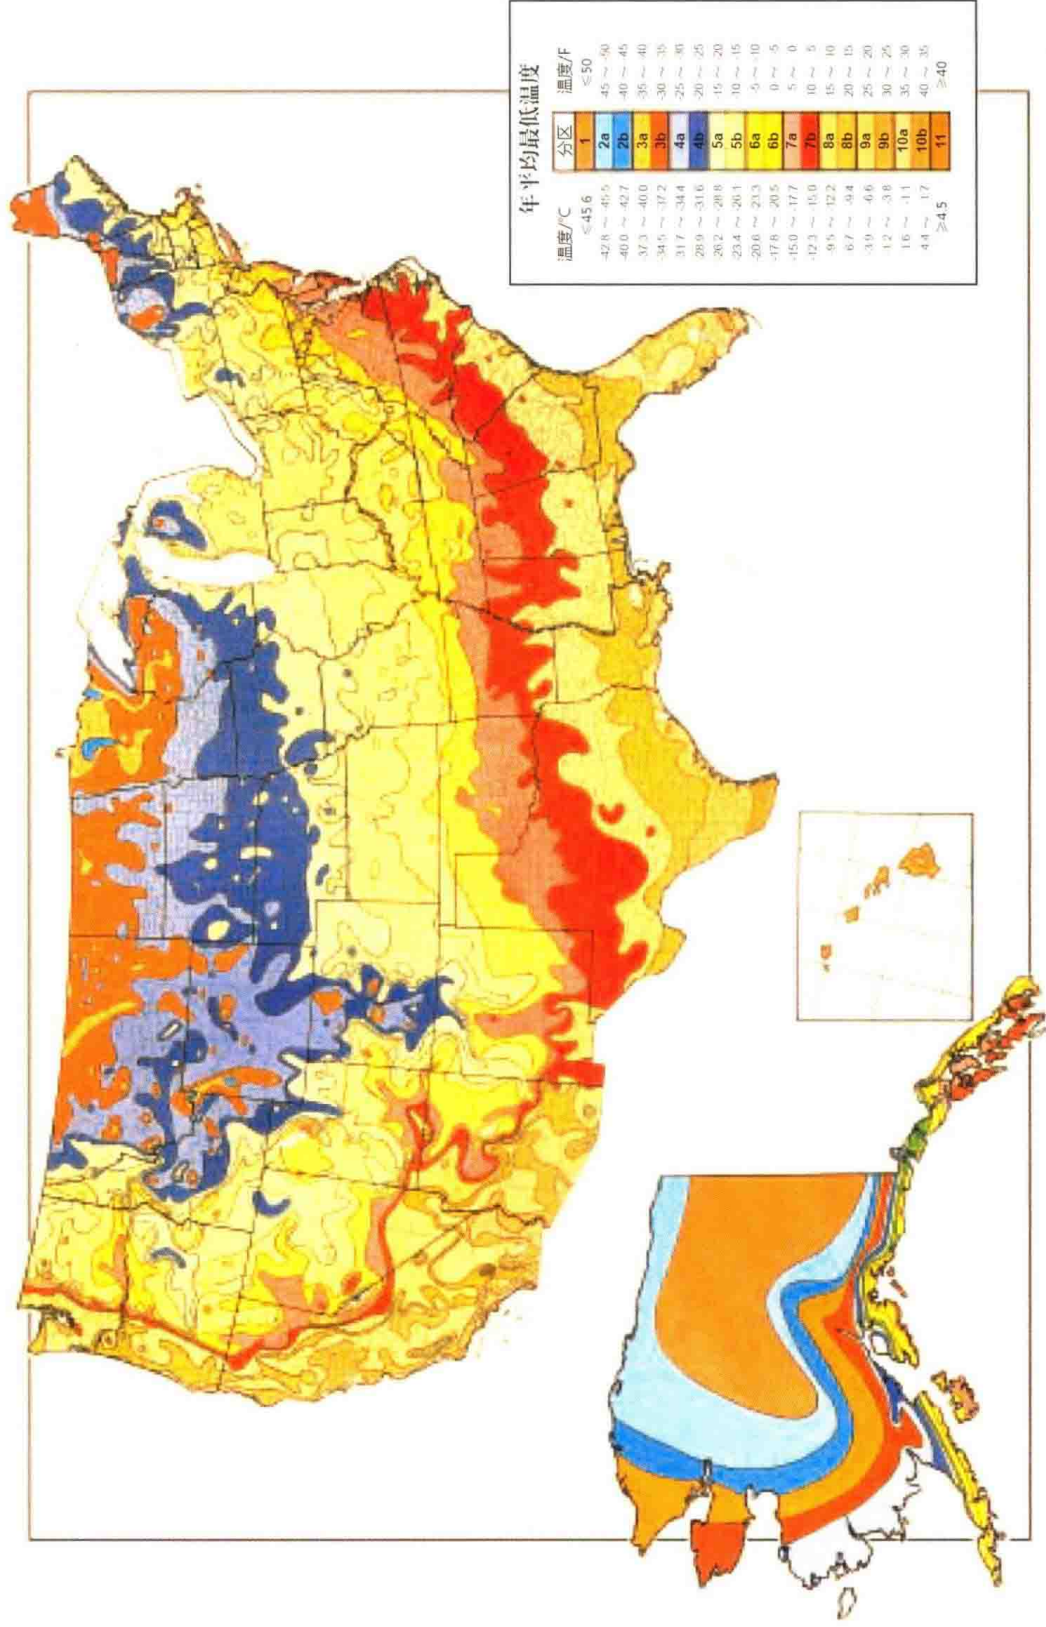 年平均最低温度
温度/°C 分区 温度/F
≤45.6 1 ≤50
-42.8 ~ -45.5 2a -45 ~ -50
-40.0 ~ -42.7 2b -40 ~ -45
-37.3 ~ -40.0 3a -35 ~ -40
-34.5 ~ -37.2 3b -30 ~ -35
31.7 ~ -34.4 4a -25 ~ -30
-28.9 ~ -31.6 4b -20 ~ -25
-26.2 ~ -28.8 5a -15 ~ -20
-23.4 ~ -26.1 5b -10 ~ -15
-20.6 ~ -23.3 6a -5 ~ -10
-17.8 ~ -20.5 6b 0 ~ -5
-15.0 ~ -17.7 7a 5 ~ 0
-12.3 ~ -15.0 7b 10 ~ 5
-9.5 ~ -12.2 8a 15 ~ 10
6.7 ~ -9.4 8b 20 ~ 15
-3.9 ~ -6.6 9a 25 ~ 20
1.2 ~ -3.8 9b 30 ~ 25
1.6 ~ -1.1 10a 35 ~ 30
4.4 ~ 1.7 10b 40 ~ 35
≥4.5 11 ≥40